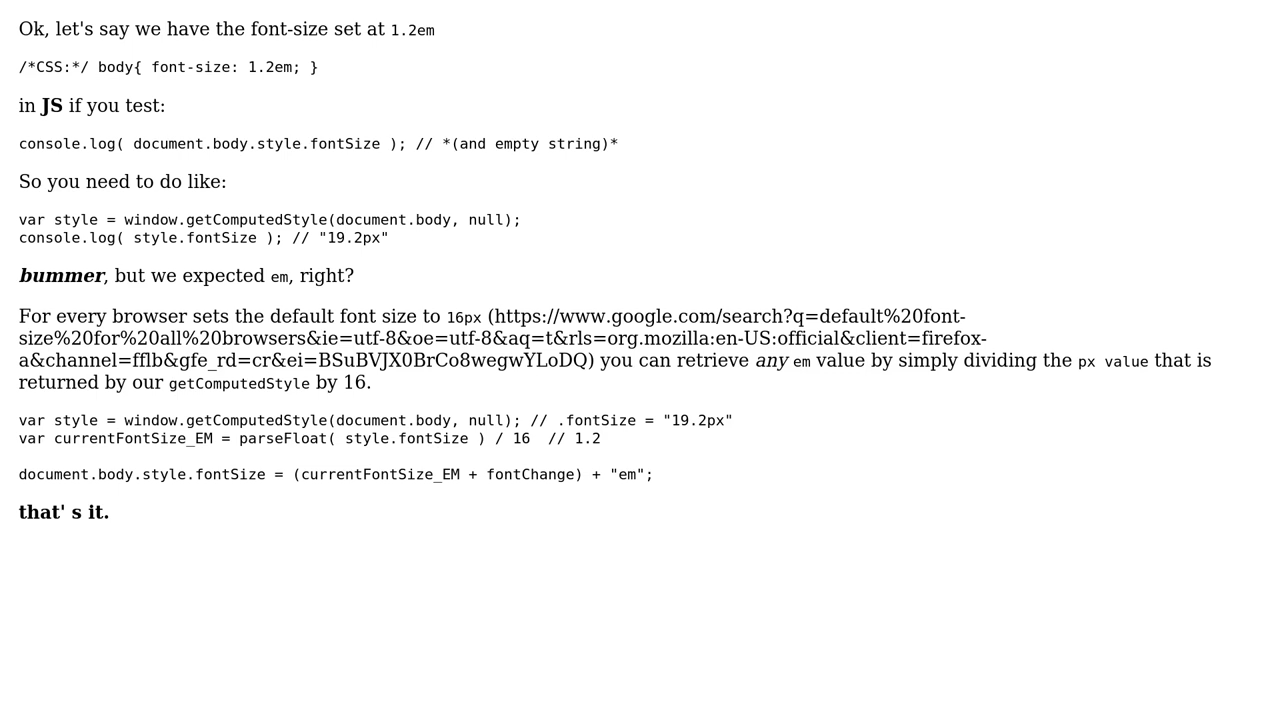 Ok, let's say we have the font-size set at 1.2em
/*CSS:*/ body{ font-size: 1.2em; }
in JS if you test:
console.log( document.body.style.fontSize ); // *(and empty string)*
So you need to do like:
var style = window.getComputedStyle(document.body, null);
console.log( style.fontSize ); // "19.2px"
bummer, but we expected em, right?
For every browser sets the default font size to 16px (https://www.google.com/search?q=default%20font-
size%20for%20all%20browsers&ie=utf-8&oe=utf-8&aq=t&rls=org.mozilla:en-US:official&client=firefox-
a&channel=fflb&gfe_rd=cr&ei=BSuBVJX0BrCo8wegwYLoDQ) you can retrieve any em value by simply dividing the px value that is
returned by our getComputedStyle by 16.
var style = window.getComputedStyle(document.body, null); // .fontSize = "19.2px"
var currentFontSize_EM = parseFloat( style.fontSize ) / 16  // 1.2
document.body.style.fontSize = (currentFontSize_EM + fontChange) + "em";
that' s it.